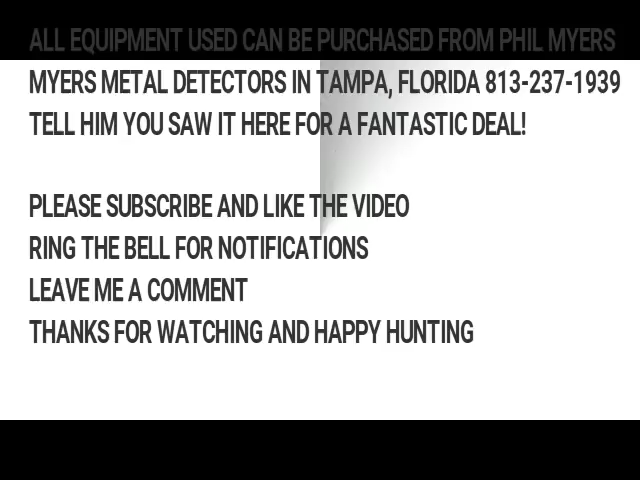 ALL EQUIPMENT USED CAN BE PURCHASED FROM PHIL MYERS
MYERS METAL DETECTORS IN TAMPA, FLORIDA 813-237-1939
TELL HIM YOU SAW IT HERE FOR A FANTASTIC DEAL!
PLEASE SUBSCRIBE AND LIKE THE VIDEO
RING THE BELL FOR NOTIFICATIONS
LEAVE ME A COMMENT
THANKS FOR WATCHING AND HAPPY HUNTING